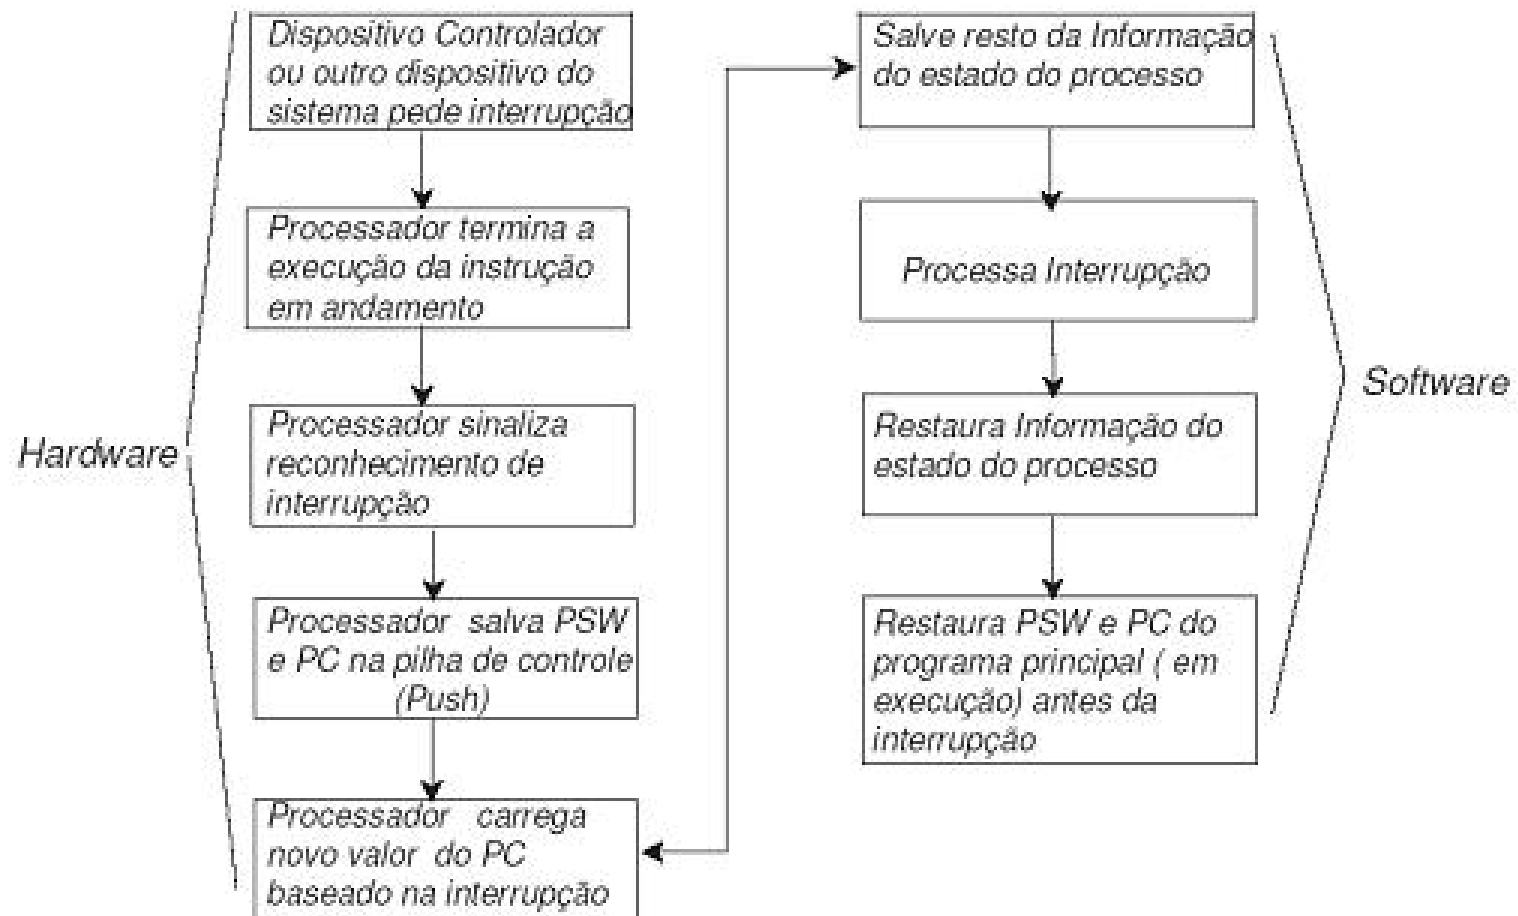 Dispositivo Controlador
ou outro dispositivo do
sistema pede interrupção
Processador termina a
execução da instrução
em andamento
Processador sinaliza
reconhecimento de
interrupção
Processador salva PSW
e PC na pilha de controle
(Push)
Processador carrega
novo valor do PC
baseado na interrupção
Hardware
Salve resto da Informação
do estado do processo
Processa Interrupção
Restaura Informação do
estado do processo
Restaura PSW e PC do
programa principal ( em
execução) antes da
interrupção
Software